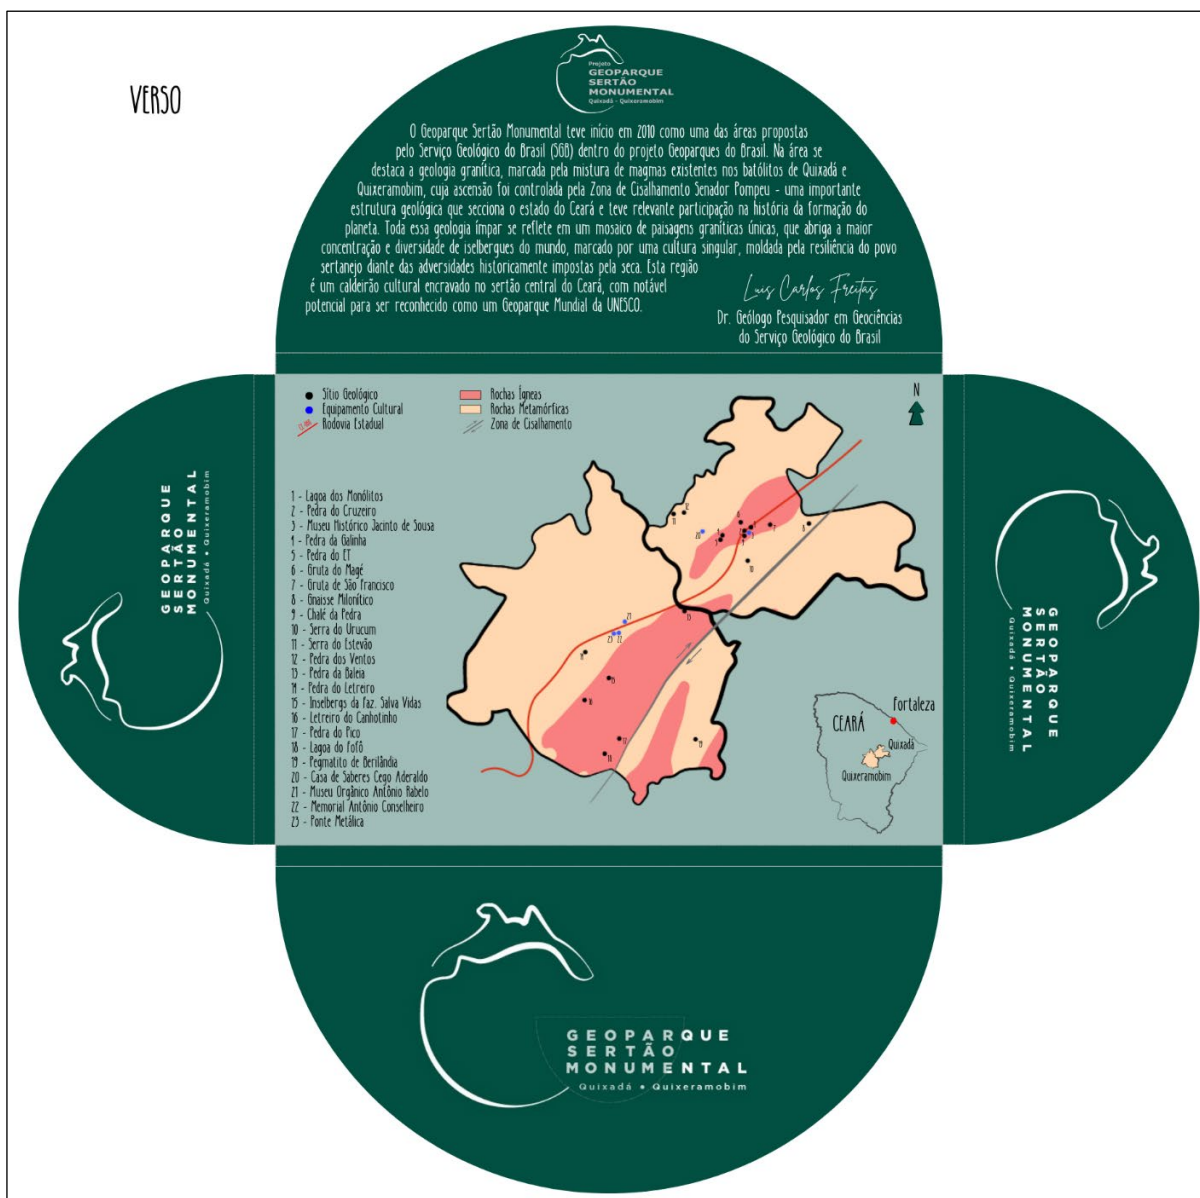 VERSO
Projeto
GEOPARQUE
SERTÃO
MONUMENTAL
Quixadá - Quixeramobim
O Geoparque Sertão Monumental teve início em 2010 como uma das áreas propostas
pelo Serviço Geológico do Brasil (SGB) dentro do projeto Geoparques do Brasil. Na área se
destaca a geologia granítica, marcada pela mistura de magmas existentes nos batólitos de Quixadá e
Quixeramobim, cuja ascensão foi controlada pela Zona de Cisalhamento Senador Pompeu - uma importante
estrutura geológica que secciona o estado do Ceará e teve relevante participação na história da formação do
planeta. Toda essa geologia ímpar se reflete em um mosaico de paisagens graníticas únicas, que abriga a maior
concentração e diversidade de iselbergues do mundo, marcado por uma cultura singular, moldada pela resiliência do povo
sertanejo diante das adversidades historicamente impostas pela seca. Esta região
é um caldeirão cultural encravado no sertão central do Ceará, com notável
potencial para ser reconhecido como um Geoparque Mundial da UNESCO.
Luis Carlos Freitas
Dr. Geólogo Pesquisador em Geociências
do Serviço Geológico do Brasil
Sítio Geológico
Equipamento Cultural
Rodovia Estadual
Rochas Ígneas
Rochas Metamórficas
Zona de Cisalhamento
N
1 - Lagoa dos Monólitos
2 - Pedra do Cruzeiro
3 - Museu Histórico Jacinto de Sousa
4 - Pedra da Galinha
5 - Pedra do ET
6 - Gruta do Magé
7 - Gruta de São Francisco
8 - Gnaisse Milonítico
9 - Chalé da Pedra
10 - Serra do Urucum
11 - Serra do Estevão
12 - Pedra dos Ventos
13 - Pedra da Baleia
14 - Pedra do Letreiro
15 - Inselbergs da Faz. Salva Vidas
16 - Letreiro do Canhotinho
17 - Pedra do Pico
18 - Lagoa do Fofô
19 - Pegmatito de Berilândia
20 - Casa de Saberes Cego Aderaldo
21 - Museu Orgânico Antônio Rabelo
22 - Memorial Antônio Conselheiro
23 - Ponte Metálica
CEARÁ
Fortaleza
Quixadá
Quixeramobim
GEOPARQUE
SERTÃO
MONUMENTAL
Quixadá • Quixeramobim
GEOPARQUE
SERTÃO
MONUMENTAL
Quixadá • Quixeramobim
GEOPARQUE
SERTÃO
MONUMENTAL
Quixadá • Quixeramobim